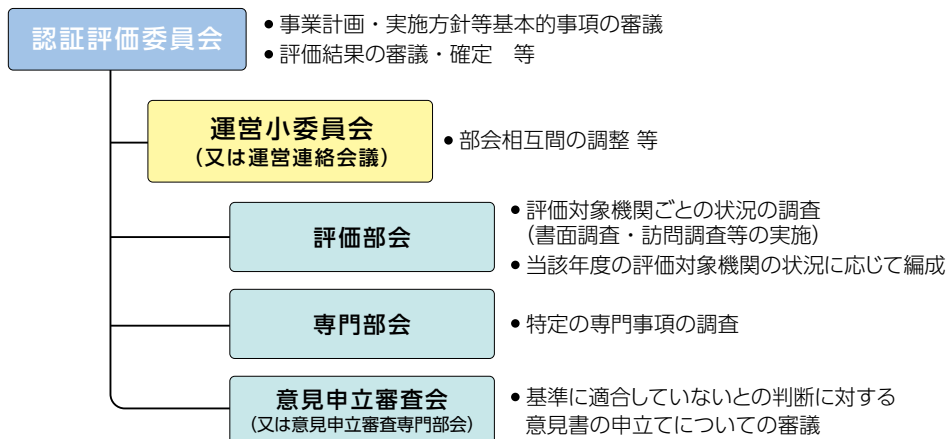 認証評価委員会
● 事業計画・実施方針等基本的事項の審議
● 評価結果の審議・確定　等
運営小委員会
(又は運営連絡会議)
● 部会相互間の調整 等
評価部会
● 評価対象機関ごとの状況の調査
(書面調査・訪問調査等の実施)
● 当該年度の評価対象機関の状況に応じて編成
専門部会
● 特定の専門事項の調査
意見申立審査会
(又は意見申立審査専門部会)
● 基準に適合していないとの判断に対する
意見書の申立てについての審議